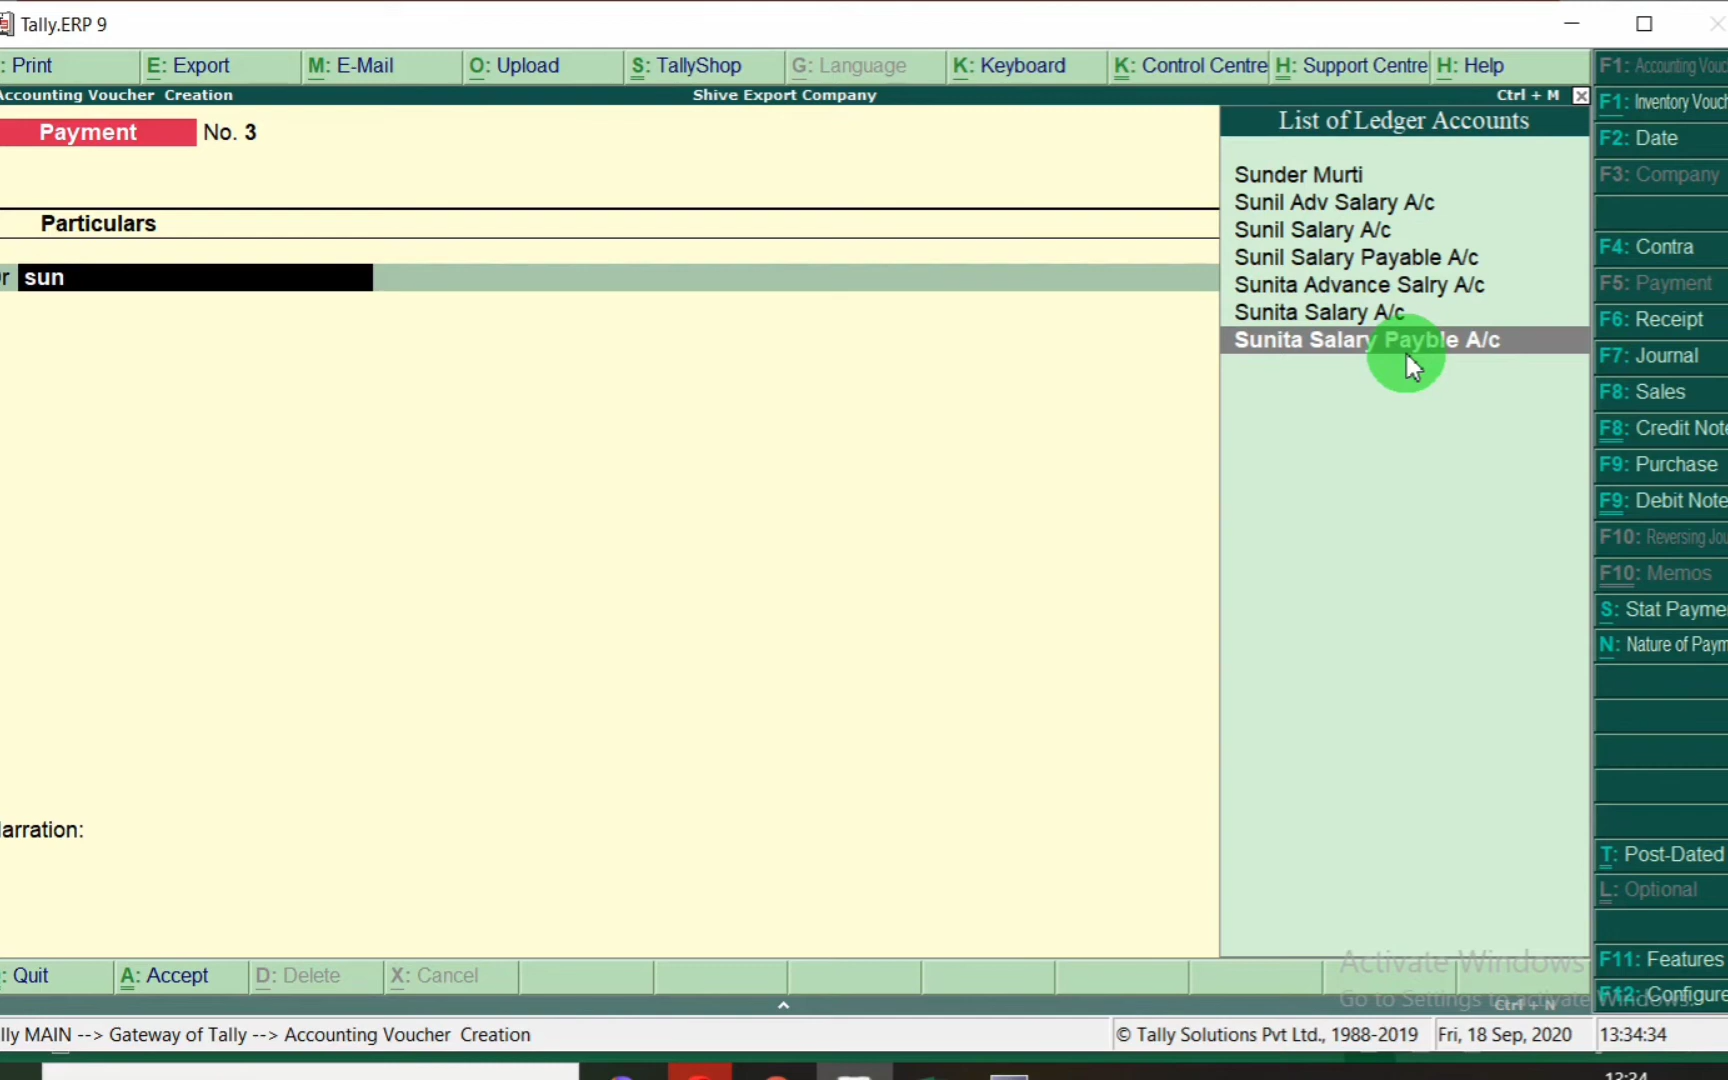 Tally.ERP 9
: Print E: Export M: E-Mail O: Upload S: TallyShop G: Language K: Keyboard K: Control Centre H: Support Centre H: Help
Accounting Voucher Creation Shive Export Company Ctrl + M
Payment No. 3
Particulars
sun
List of Ledger Accounts
Sunder Murti
Sunil Adv Salary A/c
Sunil Salary A/c
Sunil Salary Payable A/c
Sunita Advance Salry A/c
Sunita Salary A/c
Sunita Salary Payble A/c
F1: Accounting Vouc
F1: Inventory Vouch
F2: Date
F3: Company
F4: Contra
F5: Payment
F6: Receipt
F7: Journal
F8: Sales
F8: Credit Note
F9: Purchase
F9: Debit Note
F10: Reversing Jou
F10: Memos
S: Stat Payme
N: Nature of Paym
T: Post-Dated
L: Optional
F11: Features
F12: Configure
arration:
: Quit A: Accept D: Delete X: Cancel
Activate Windows
Go to Settings to activate Windows.
Ctrl + N
lly MAIN --> Gateway of Tally --> Accounting Voucher Creation © Tally Solutions Pvt Ltd., 1988-2019 Fri, 18 Sep, 2020 13:34:34